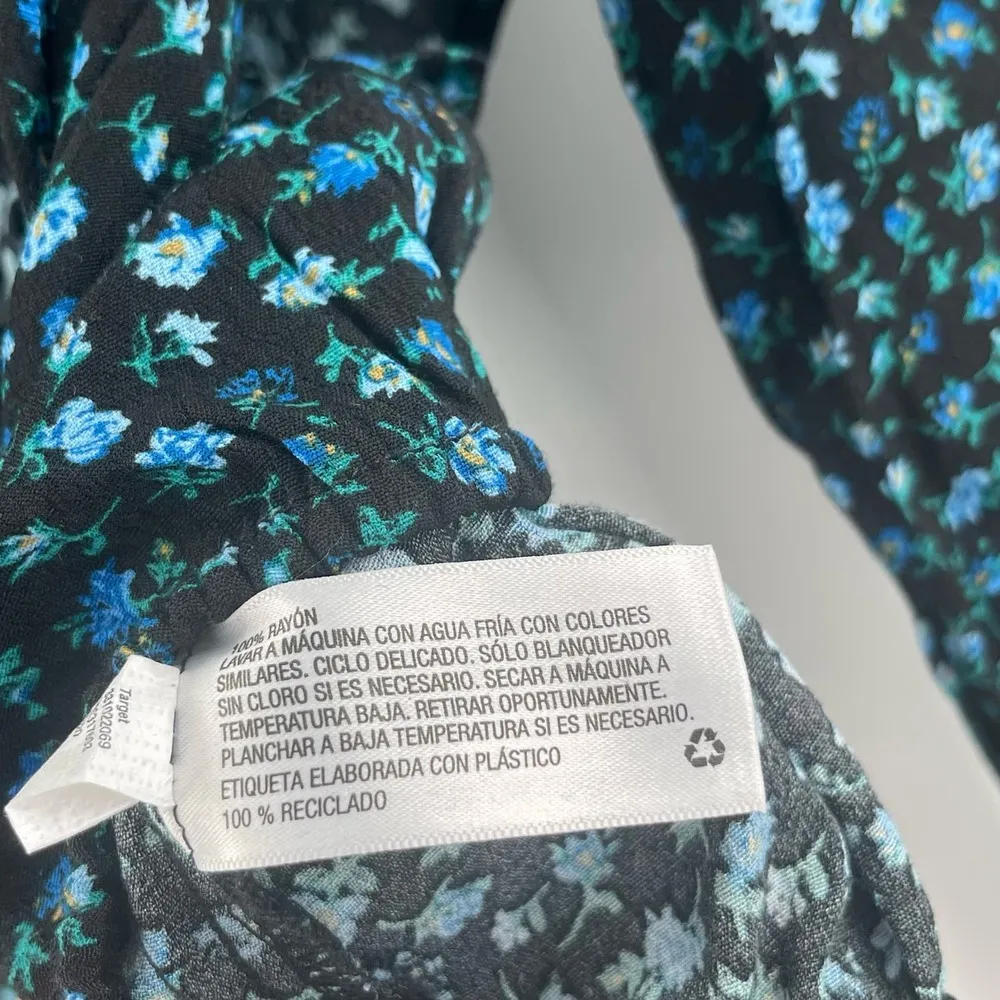 100% RAYÓN
LAVAR A MÁQUINA CON AGUA FRÍA CON COLORES
SIMILARES. CICLO DELICADO. SÓLO BLANQUEADOR
SIN CLORO SI ES NECESARIO. SECAR A MÁQUINA A
TEMPERATURA BAJA. RETIRAR OPORTUNAMENTE.
PLANCHAR A BAJA TEMPERATURA SI ES NECESARIO.
ETIQUETA ELABORADA CON PLÁSTICO
100 % RECICLADO
Target